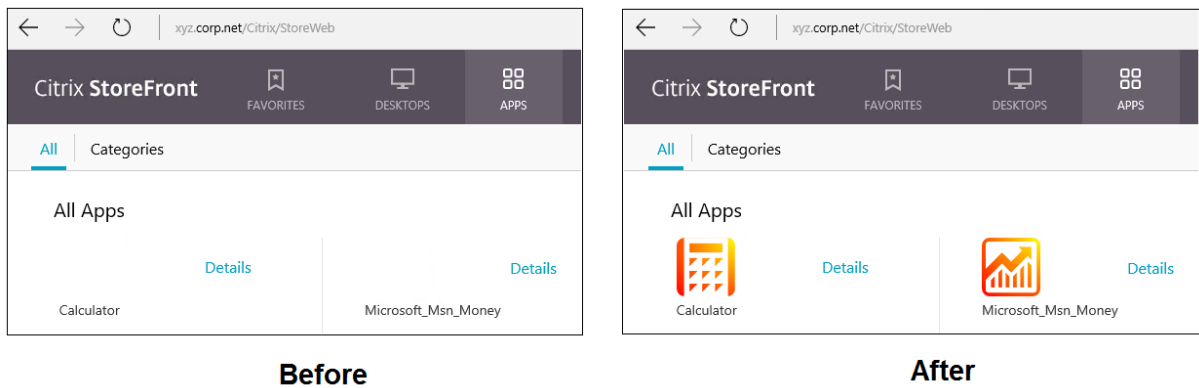 xyz.corp.net/Citrix/StoreWeb
Citrix StoreFront
FAVORITES
DESKTOPS
APPS
All
Categories
All Apps
Details
Details
Calculator
Microsoft_Msn_Money
Before
xyz.corp.net/Citrix/StoreWeb
Citrix StoreFront
FAVORITES
DESKTOPS
APPS
All
Categories
All Apps
Details
Details
Calculator
Microsoft_Msn_Money
After